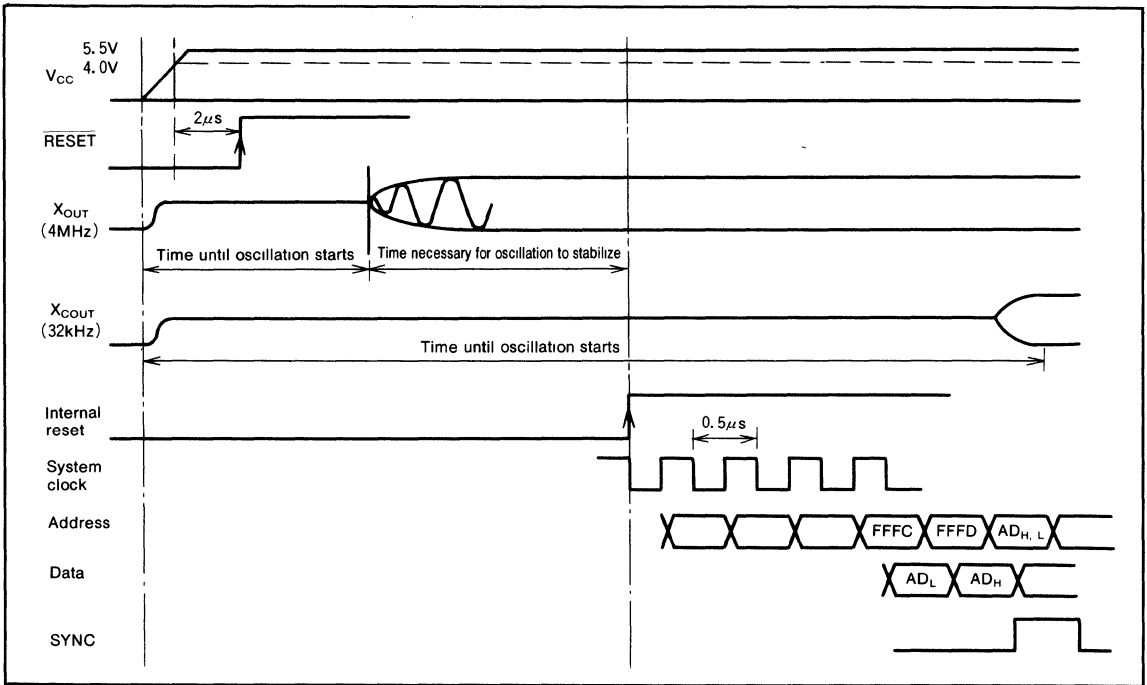 5.5V
4.0V
VCC
2μs
RESET
XOUT
(4MHz)
Time until oscillation starts
Time necessary for oscillation to stabilize
XCOUT
(32kHz)
Time until oscillation starts
Internal
reset
0.5μs
System
clock
Address
FFFC
FFFD
ADH, L
Data
ADL
ADH
SYNC